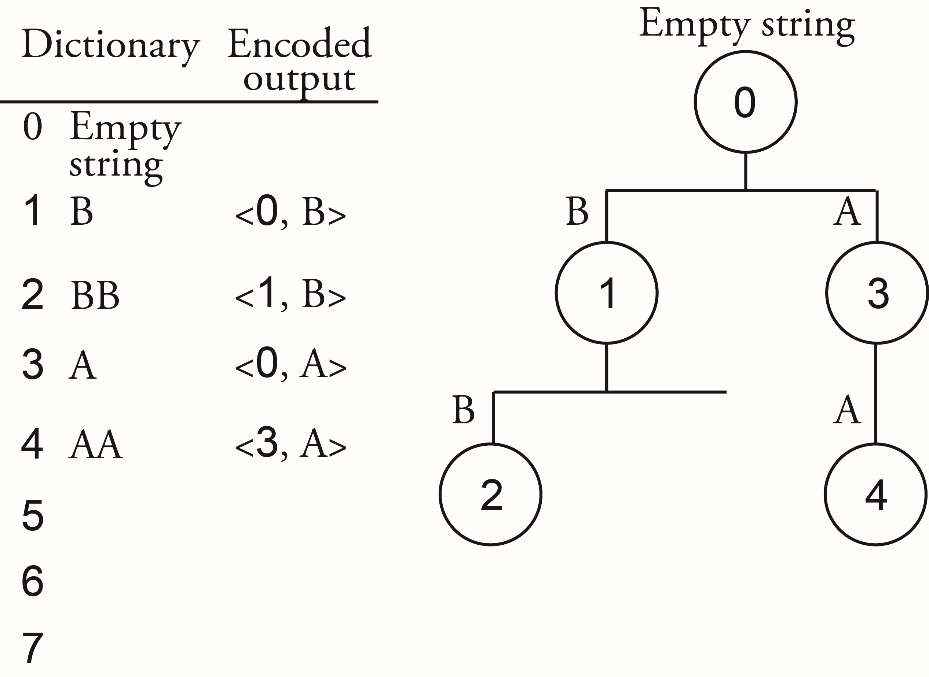 Dictionary Encoded output
0 Empty string
1 B <0, B>
2 BB <1, B>
3 A <0, A>
4 AA <3, A>
5
6
7
Empty string
0
B A
1 3
B A
2 4